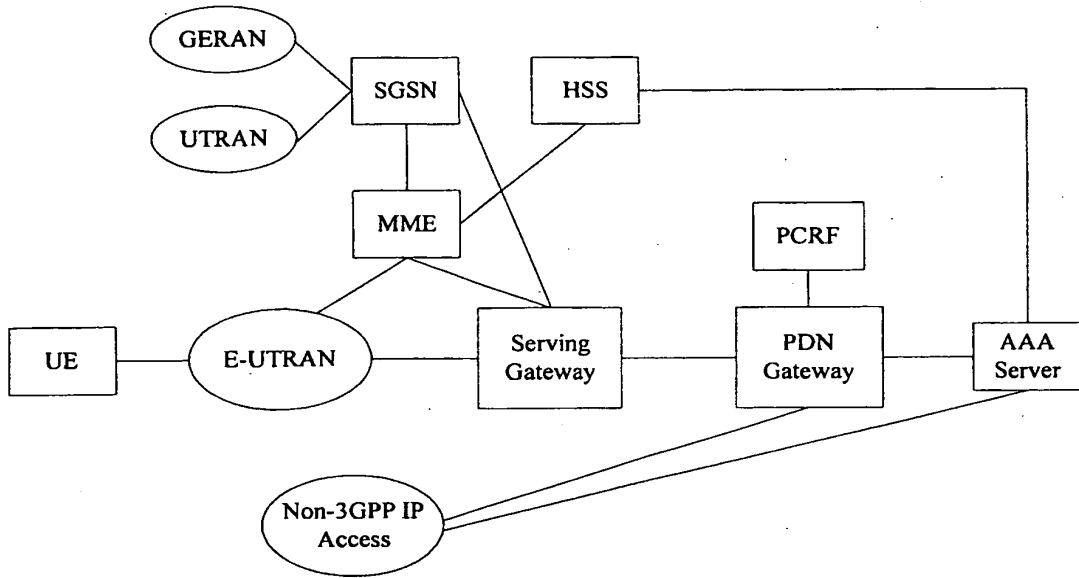 GERAN
SGSN
HSS
UTRAN
MME
PCRF
UE
E-UTRAN
Serving
Gateway
PDN
Gateway
AAA
Server
Non-3GPP IP
Access